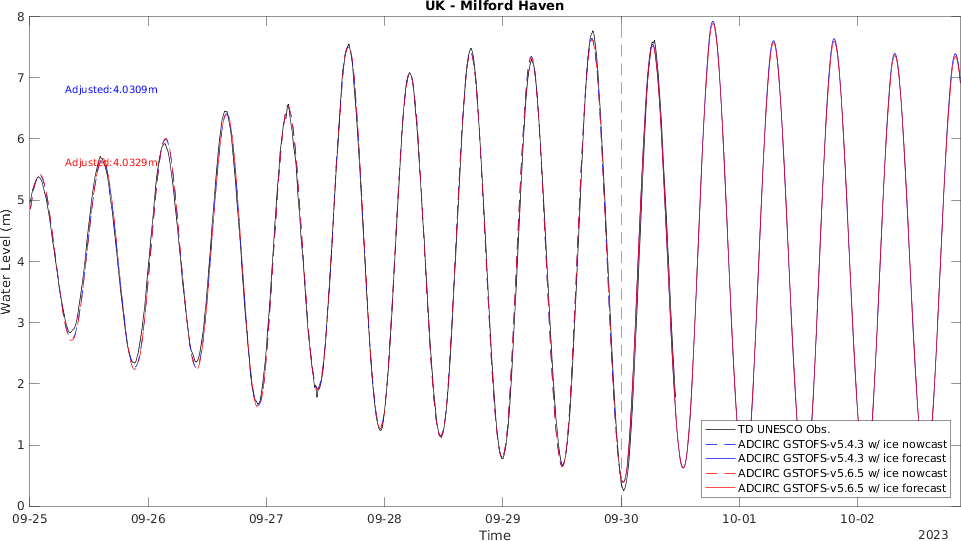 UK - Milford Haven
8
7
Adjusted:4.0309m
6
Adjusted:4.0329m
5
4
3
2
1
0
Water Level (m)
TD UNESCO Obs.
ADCIRC GSTOFS-v5.4.3 w/ ice nowcast
ADCIRC GSTOFS-v5.4.3 w/ ice forecast
ADCIRC GSTOFS-v5.6.5 w/ ice nowcast
ADCIRC GSTOFS-v5.6.5 w/ ice forecast
09-25 09-26 09-27 09-28 09-29 09-30 10-01 10-02
Time
2023